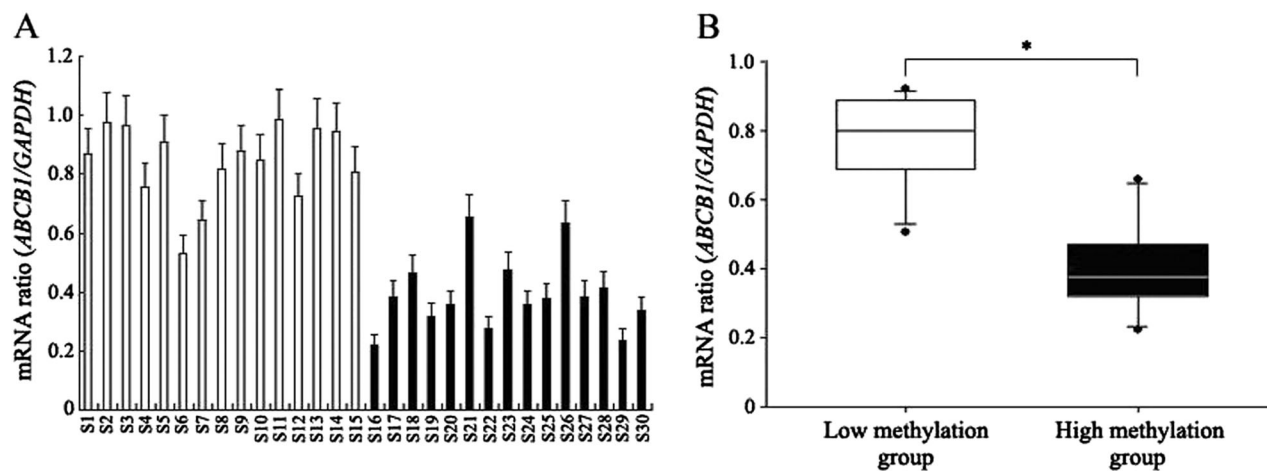 A
mRNA ratio (ABCB1/GAPDH)
1.2
1.0
0.8
0.6
0.4
0.2
0
S1 S2 S3 S4 S5 S6 S7 S8 S9 S10 S11 S12 S13 S14 S15 S16 S17 S18 S19 S20 S21 S22 S23 S24 S25 S26 S27 S28 S29 S30
B
mRNA ratio (ABCB1/GAPDH)
*
1.0
0.8
0.6
0.4
0.2
0
Low methylation
group
High methylation
group